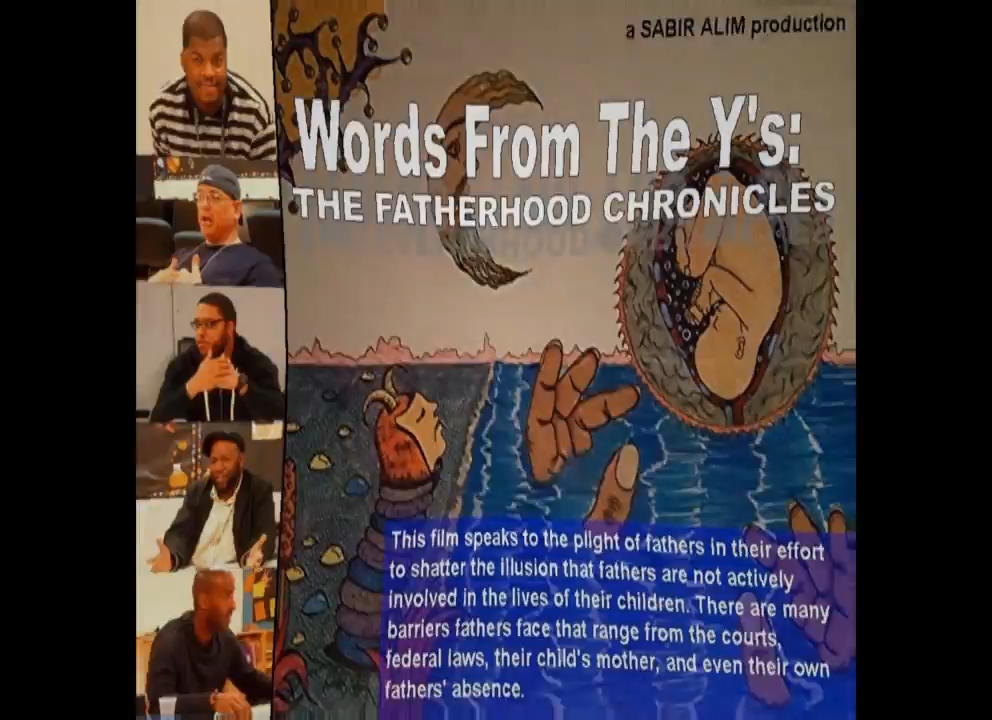 a SABIR ALIM production
Words From The Y's:
THE FATHERHOOD CHRONICLES
This film speaks to the plight of fathers in their effort
to shatter the illusion that fathers are not actively
involved in the lives of their children. There are many
barriers fathers face that range from the courts,
federal laws, their child's mother, and even their own
fathers' absence.